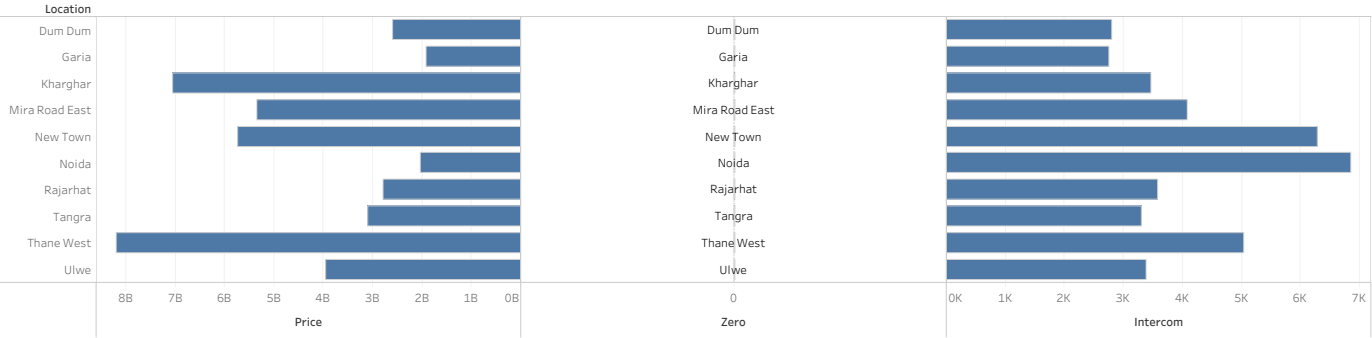 Location
Dum Dum Dum Dum
Garia Garia
Kharghar Kharghar
Mira Road East Mira Road East
New Town New Town
Noida Noida
Rajarhat Rajarhat
Tangra Tangra
Thane West Thane West
Ulwe Ulwe
8B 7B 6B 5B 4B 3B 2B 1B 0B 0 0K 1K 2K 3K 4K 5K 6K 7K
Price Zero Intercom